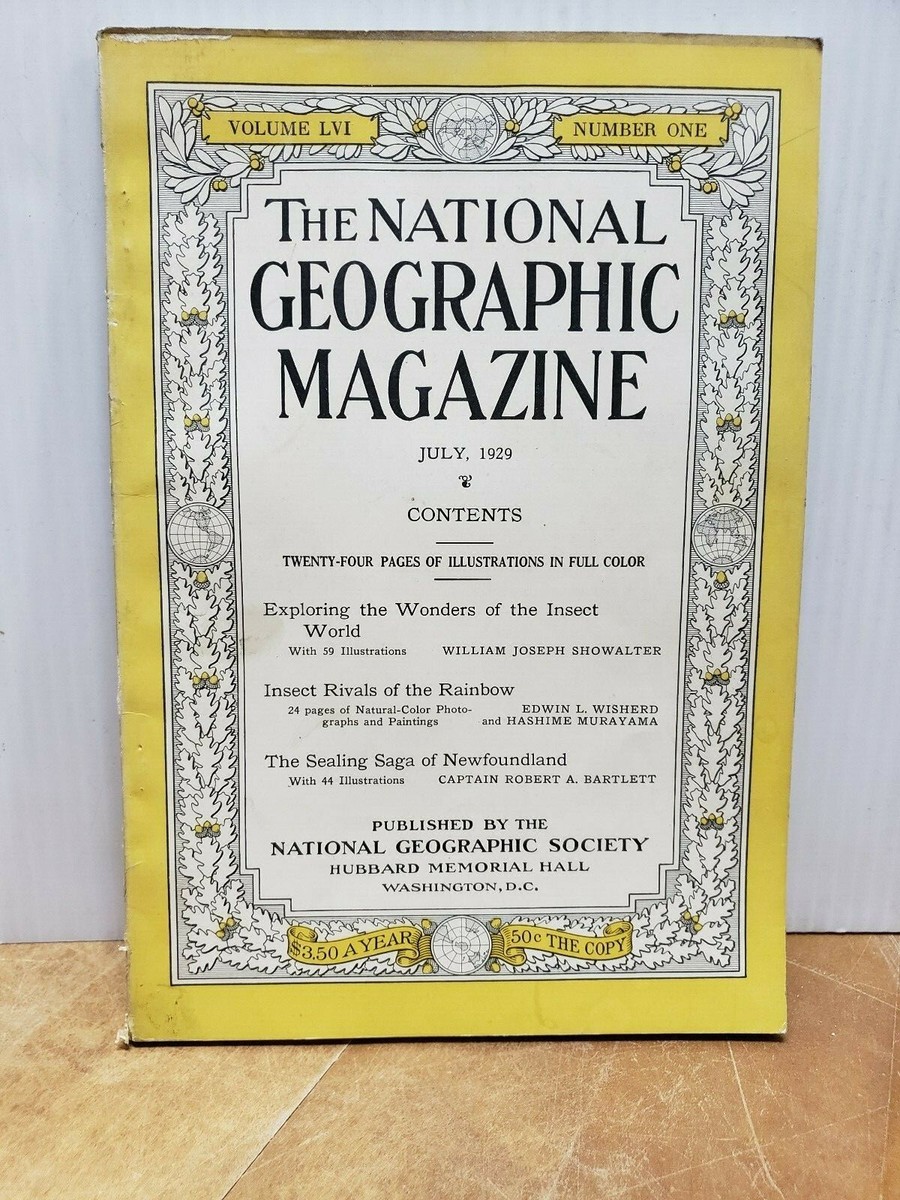 VOLUME LVI
NUMBER ONE
THE NATIONAL
GEOGRAPHIC
MAGAZINE
JULY, 1929
CONTENTS
TWENTY-FOUR PAGES OF ILLUSTRATIONS IN FULL COLOR
Exploring the Wonders of the Insect
World
With 59 Illustrations WILLIAM JOSEPH SHOWALTER
Insect Rivals of the Rainbow
24 pages of Natural-Color Photo- EDWIN L. WISHERD
graphs and Paintings and HASHIME MURAYAMA
The Sealing Saga of Newfoundland
With 44 Illustrations CAPTAIN ROBERT A. BARTLETT
PUBLISHED BY THE
NATIONAL GEOGRAPHIC SOCIETY
HUBBARD MEMORIAL HALL
WASHINGTON, D.C.
$3.50 A YEAR
50c THE COPY